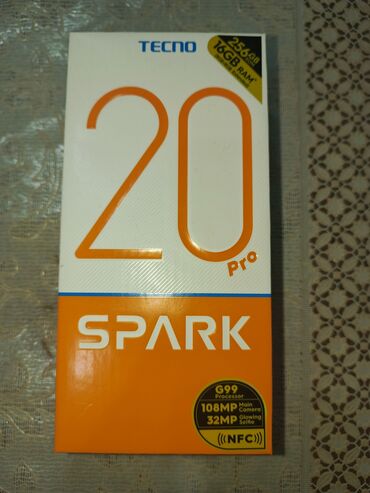 TECNO
256GB
16GB RAM*
20
Pro
SPARK
G99
Processor
108MP Main Camera
32MP Glowing Selfie
NFC